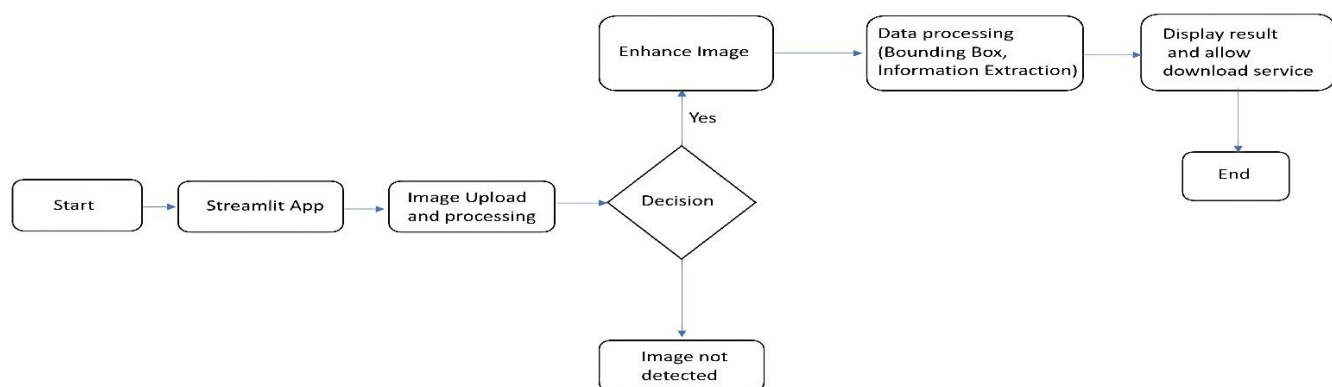 Start
Streamlit App
Image Upload
and processing
Decision
Yes
Enhance Image
Data processing
(Bounding Box,
Information Extraction)
Display result
and allow
download service
End
Image not
detected